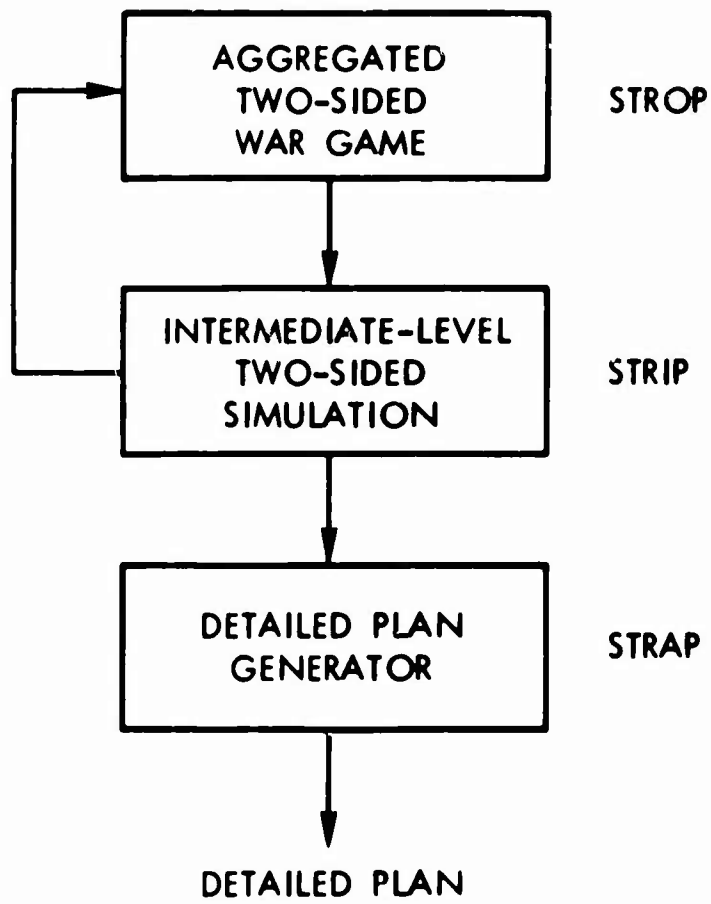 AGGREGATED
TWO-SIDED
WAR GAME
STROP
INTERMEDIATE-LEVEL
TWO-SIDED
SIMULATION
STRIP
DETAILED PLAN
GENERATOR
STRAP
DETAILED PLAN